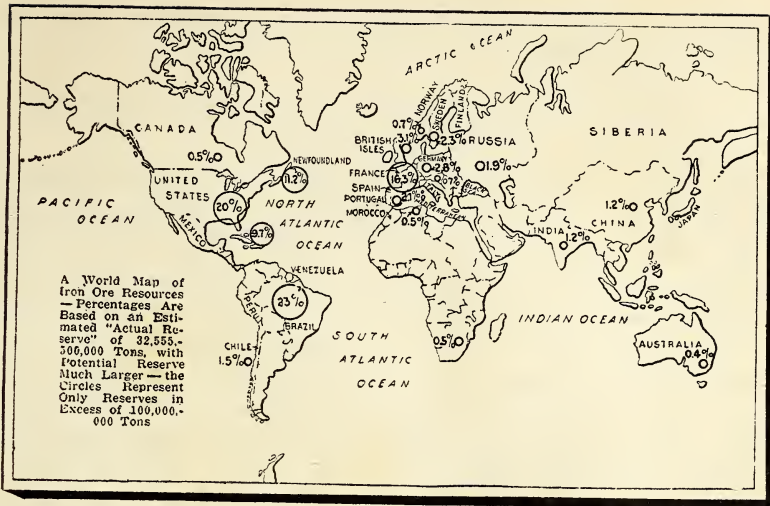 ARCTIC OCEAN
NORWAY
SWEDEN
FINLAND
0.7%
CANADA
BRITISH
ISLES
3.1%
2.3%
RUSSIA
SIBERIA
0.5%
NEWFOUNDLAND
11.2%
GERMANY
2.8%
1.9%
FRANCE
16.3%
UNITED
STATES
20%
SPAIN
PORTUGAL
BLACK
MOROCCO
0.5%
PACIFIC
OCEAN
NORTH
ATLANTIC
OCEAN
MEXICO
9.7%
1.2%
CHINA
JAPAN
INDIA
1.2%
VENEZUELA
PERU
23%
BRAZIL
INDIAN OCEAN
CHILE
1.5%
SOUTH
ATLANTIC
OCEAN
0.5%
AUSTRALIA
0.4%
A World Map of
Iron Ore Resources
— Percentages Are
Based on an Esti-
mated "Actual Re-
serve" of 32,555,-
500,000 Tons, with
Potential Reserve
Much Larger — the
Circles Represent
Only Reserves in
Excess of 100,000,-
000 Tons